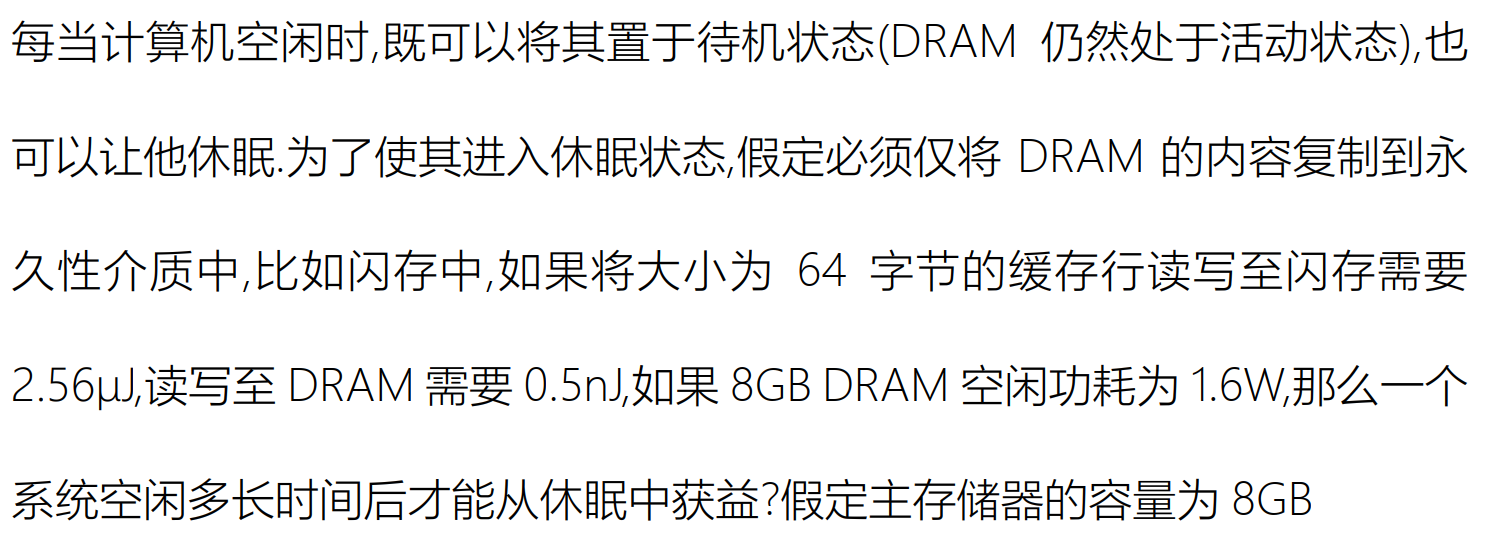 每当计算机空闲时,既可以将其置于待机状态(DRAM 仍然处于活动状态),也
可以让他休眠.为了使其进入休眠状态,假定必须仅将 DRAM 的内容复制到永
久性介质中,比如闪存中,如果将大小为 64 字节的缓存行读写至闪存需要
2.56μJ,读写至 DRAM 需要 0.5nJ,如果 8GB DRAM 空闲功耗为 1.6W,那么一个
系统空闲多长时间后才能从休眠中获益?假定主存储器的容量为 8GB